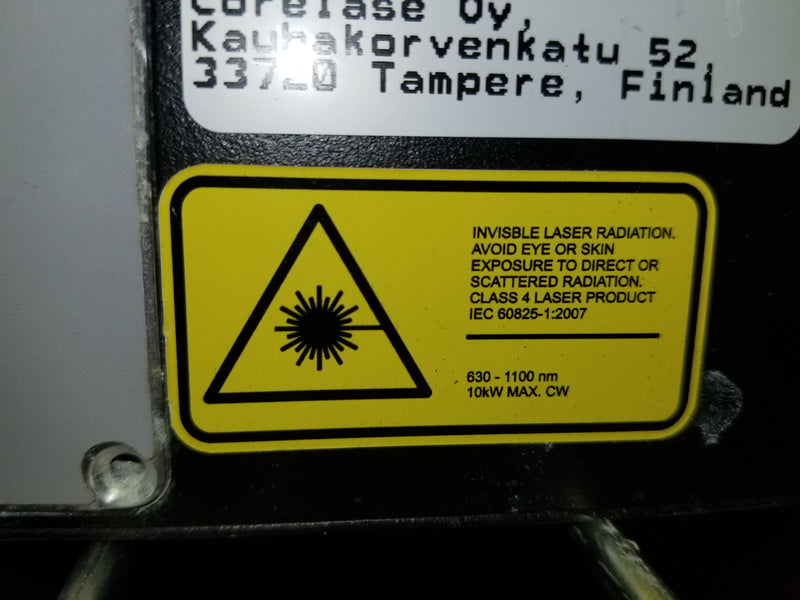 Corelase Oy,
Kauhakorvenkatu 52,
33720 Tampere, Finland
INVISBLE LASER RADIATION.
AVOID EYE OR SKIN
EXPOSURE TO DIRECT OR
SCATTERED RADIATION.
CLASS 4 LASER PRODUCT
IEC 60825-1:2007
630 - 1100 nm
10kW MAX. CW